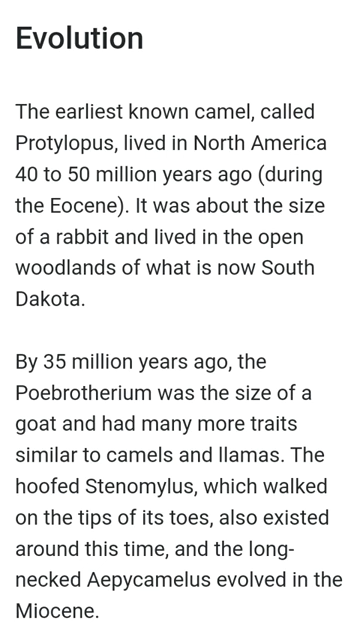 Evolution
The earliest known camel, called
Protylopus, lived in North America
40 to 50 million years ago (during
the Eocene). It was about the size
of a rabbit and lived in the open
woodlands of what is now South
Dakota.
By 35 million years ago, the
Poebrotherium was the size of a
goat and had many more traits
similar to camels and llamas. The
hoofed Stenomylus, which walked
on the tips of its toes, also existed
around this time, and the long-
necked Aepycamelus evolved in the
Miocene.